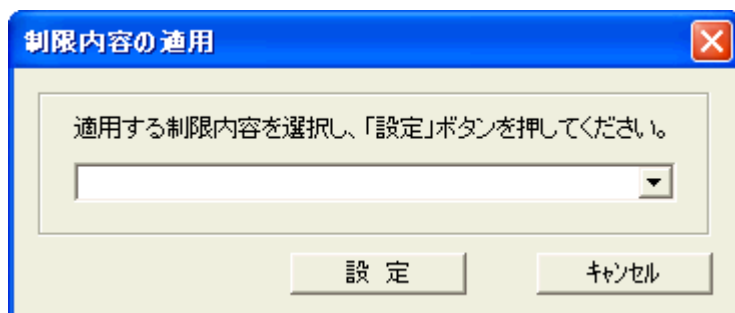 制限内容の適用
適用する制限内容を選択し、「設定」ボタンを押してください。
設 定
ｷｬﾝｾﾙ